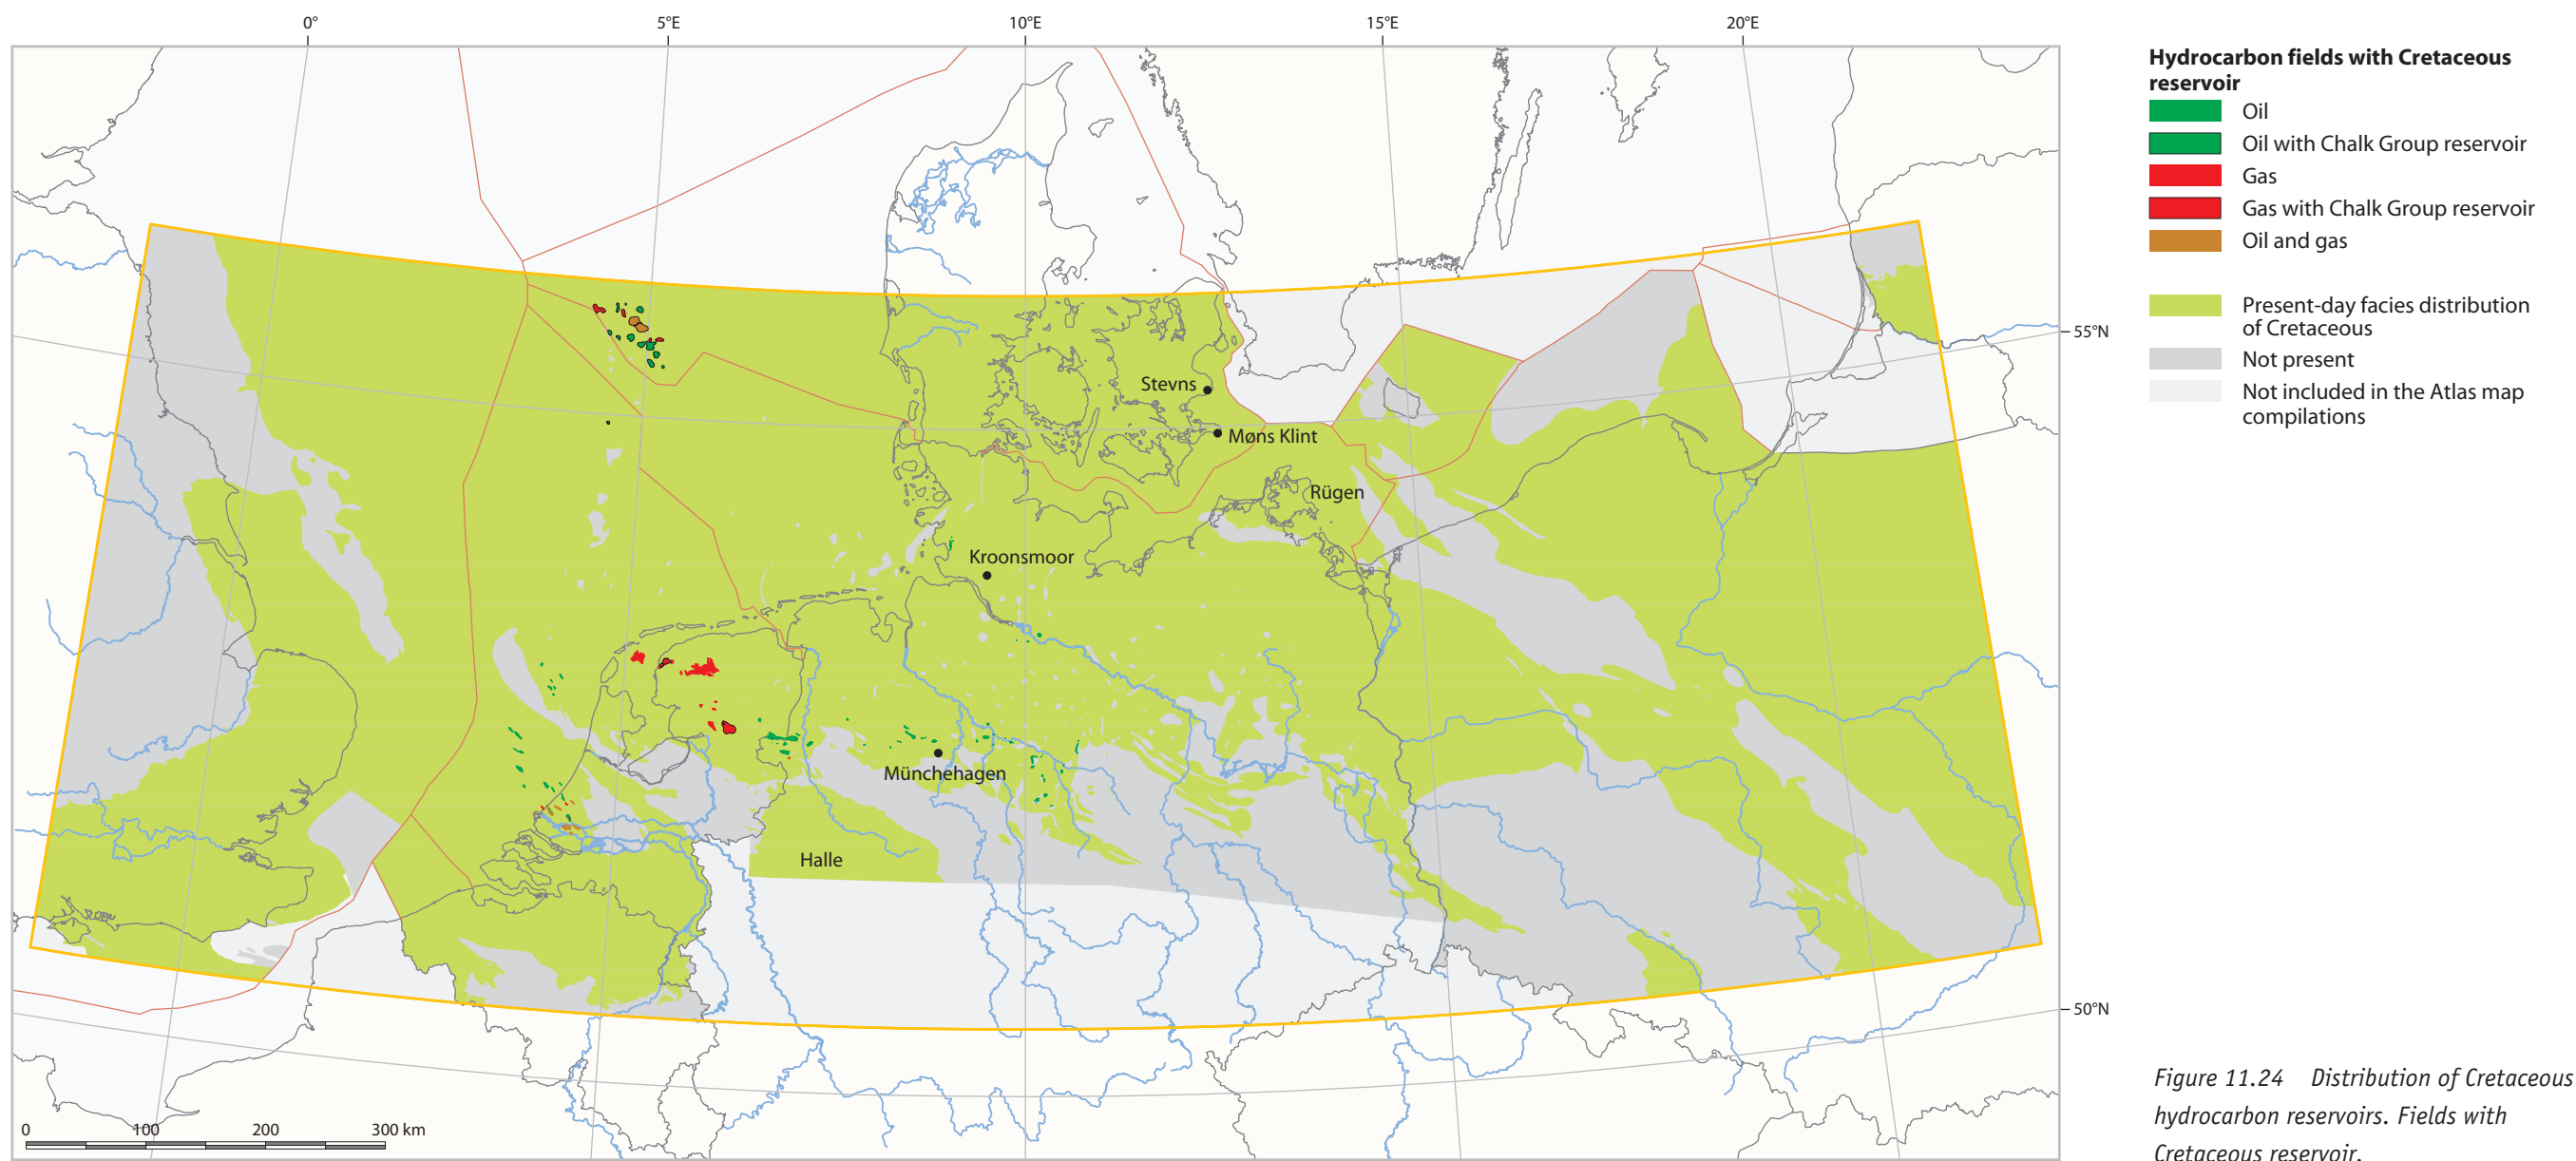 0°
5°E
10°E
15°E
20°E
Hydrocarbon fields with Cretaceous
reservoir
Oil
Oil with Chalk Group reservoir
Gas
Gas with Chalk Group reservoir
Oil and gas
Present-day facies distribution
of Cretaceous
Not present
Not included in the Atlas map
compilations
55°N
Stevns
Møns Klint
Rügen
Kroonsmoor
Münchehagen
Halle
50°N
0
100
200
300 km
Figure 11.24 Distribution of Cretaceous
hydrocarbon reservoirs. Fields with
Cretaceous reservoir.